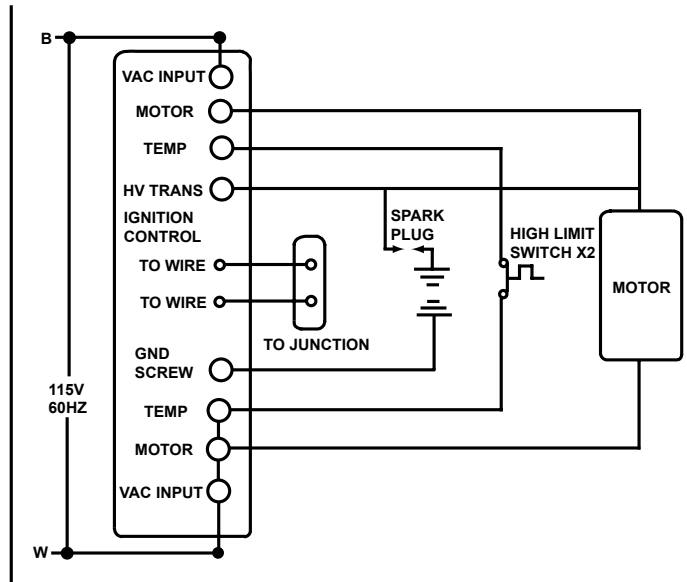 B
VAC INPUT
MOTOR
TEMP
HV TRANS
IGNITION
CONTROL
TO WIRE
TO WIRE
TO JUNCTION
GND
SCREW
TEMP
MOTOR
VAC INPUT
W
115V
60HZ
SPARK
PLUG
HIGH LIMIT
SWITCH X2
MOTOR